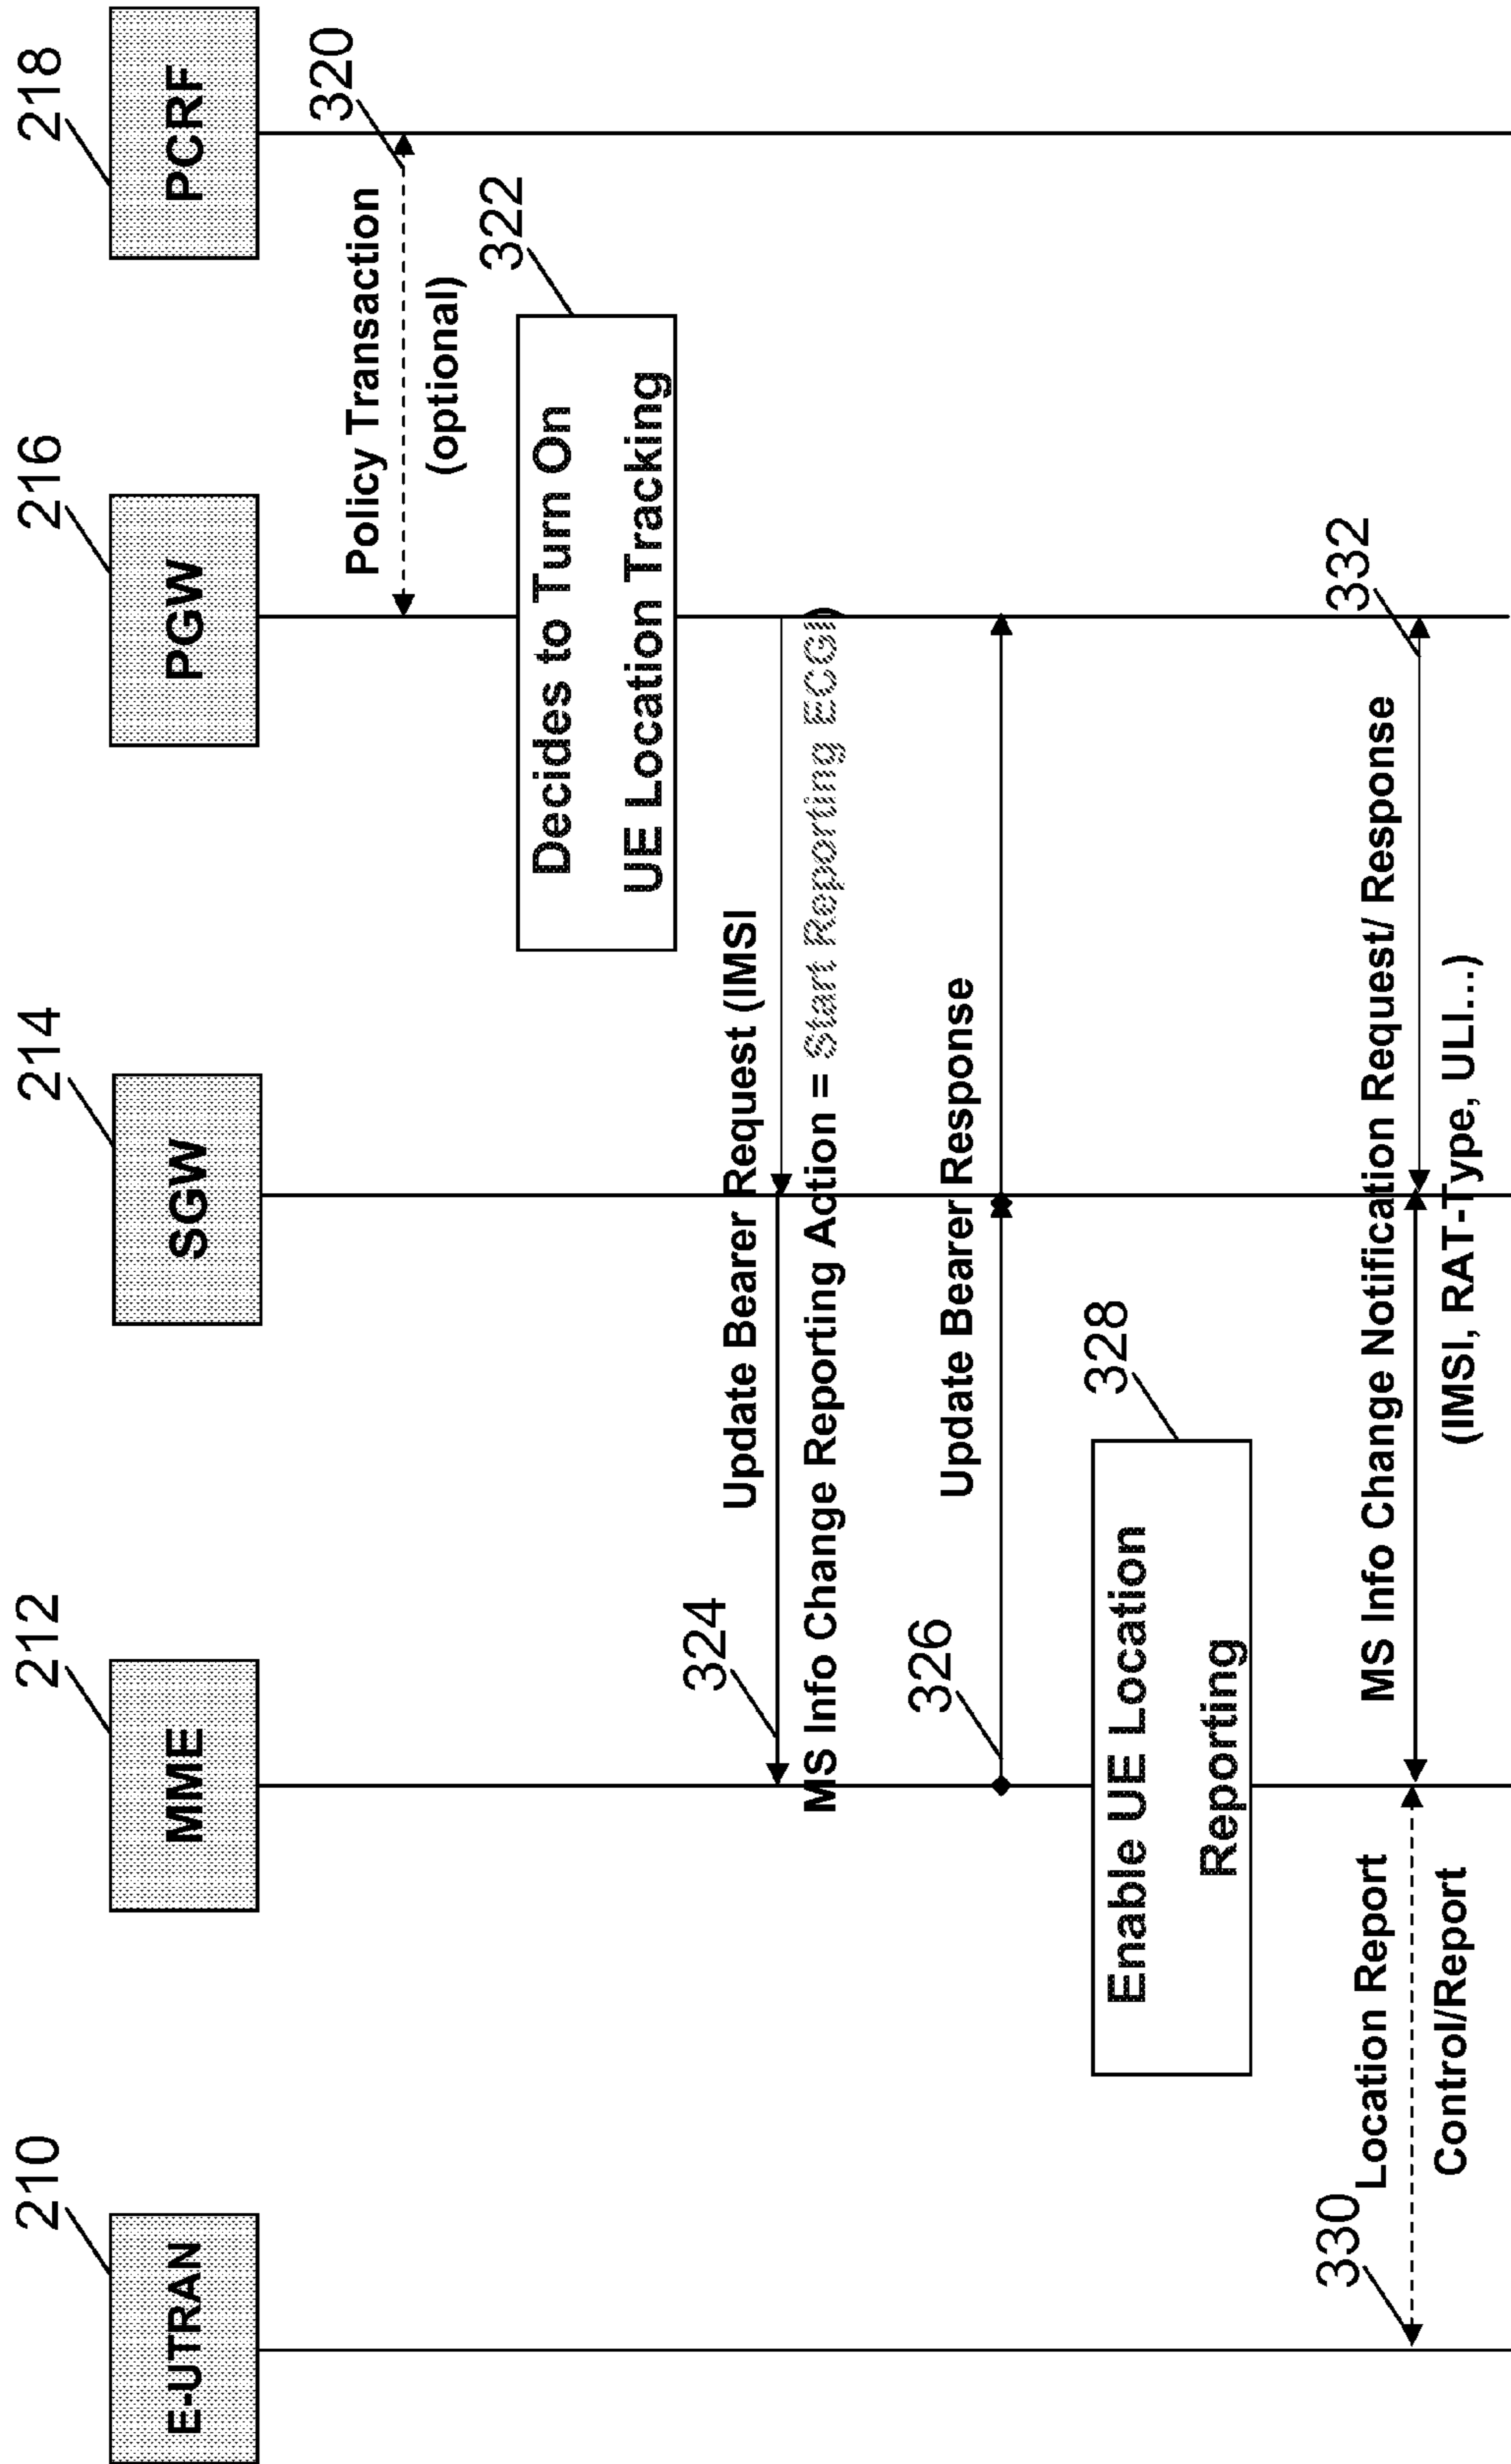 210
212
214
216
218
E-UTRAN
MME
SGW
PGW
PCRF
320
Policy Transaction
(optional)
322
Decides to Turn On
UE Location Tracking
324
Update Bearer Request (IMSI
MS Info Change Reporting Action = Start Reporting ECGI)
326
Update Bearer Response
328
Enable UE Location
Reporting
330
Location Report
Control/Report
332
MS Info Change Notification Request/ Response
(IMSI, RAT-Type, ULI...)